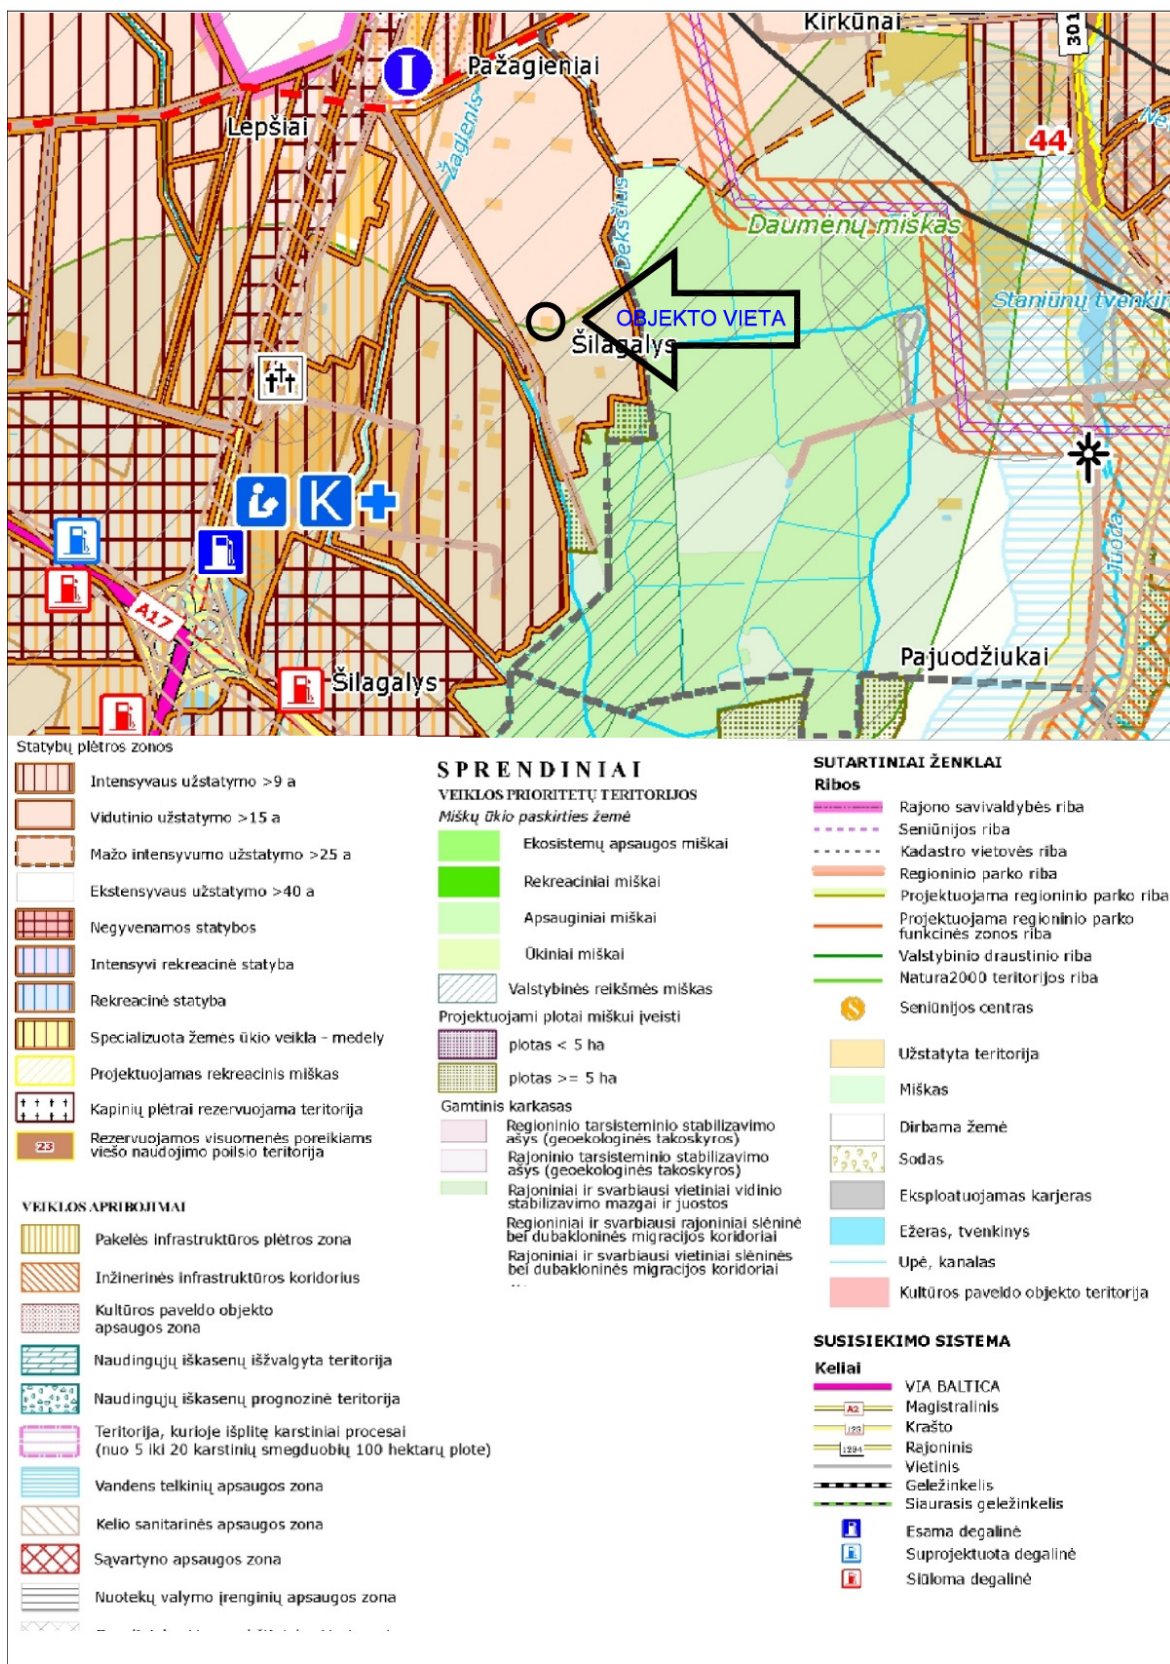 Kirkūnai
301
Pažagieniai
I
Lepšiai
Žagienis
44
Ne
Dekščius
Daumėnų miškas
Staniūnų tvenkin
OBJEKTO VIETA
Šilagalys
K
A17
Juoda
Pajuodžiukai
Šilagalys
Statybų plėtros zonos
Intensyvaus užstatymo >9 a
Vidutinio užstatymo >15 a
Mažo intensyvumo užstatymo >25 a
Ekstensyvaus užstatymo >40 a
Negyvenamos statybos
Intensyvi rekreacinė statyba
Rekreacinė statyba
Specializuota žemės ūkio veikla - medely
Projektuojamas rekreacinis miškas
Kapinių plėtrai rezervuojama teritorija
23
Rezervuojamos visuomenės poreikiams
viešo naudojimo poilsio teritorija
VEIKLOS APRIBOJIMAI
Pakelės infrastruktūros plėtros zona
Inžinerinės infrastruktūros koridorius
Kultūros paveldo objekto
apsaugos zona
Naudingųjų iškasenų išžvalgyta teritorija
Naudingųjų iškasenų prognozinė teritorija
Teritorija, kurioje išplitę karstiniai procesai
(nuo 5 iki 20 karstinių smegduobių 100 hektarų plote)
Vandens telkinių apsaugos zona
Kelio sanitarinės apsaugos zona
Sąvartyno apsaugos zona
Nuotekų valymo įrenginių apsaugos zona
SPRENDINIAI
VEIKLOS PRIORITETŲ TERITORIJOS
Miškų ūkio paskirties žemė
Ekosistemų apsaugos miškai
Rekreaciniai miškai
Apsauginiai miškai
Ūkiniai miškai
Valstybinės reikšmės miškas
Projektuojami plotai miškui įveisti
plotas < 5 ha
plotas >= 5 ha
Gamtinis karkasas
Regioninio tarsisteminio stabilizavimo
ašys (geoekologinės takoskyros)
Rajoninio tarsisteminio stabilizavimo
ašys (geoekologinės takoskyros)
Rajoniniai ir svarbiausi vietiniai vidinio
stabilizavimo mazgai ir juostos
Regioniniai ir svarbiausi rajoniniai slėninė
bei dubakloninės migracijos koridoriai
Rajoniniai ir svarbiausi vietiniai slėninės
bei dubakloninės migracijos koridoriai
SUTARTINIAI ŽENKLAI
Ribos
Rajono savivaldybės riba
Seniūnijos riba
Kadastro vietovės riba
Regioninio parko riba
Projektuojama regioninio parko riba
Projektuojama regioninio parko
funkcinės zonos riba
Valstybinio draustinio riba
Natura2000 teritorijos riba
S Seniūnijos centras
Užstatyta teritorija
Miškas
Dirbama žemė
Sodas
Eksploatuojamas karjeras
Ežeras, tvenkinys
Upė, kanalas
Kultūros paveldo objekto teritorija
SUSISIEKIMO SISTEMA
Keliai
VIA BALTICA
A2 Magistralinis
123 Krašto
1234 Rajoninis
Vietinis
Geležinkelis
Siaurasis geležinkelis
Esama degalinė
Suprojektuota degalinė
Siūloma degalinė